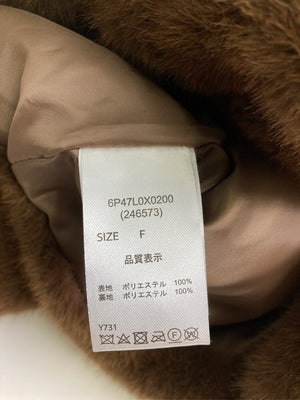 6P47L0X0200
(246573)
SIZE F
品質表示
表地 ポリエステル 100%
裏地 ポリエステル 100%
Y731